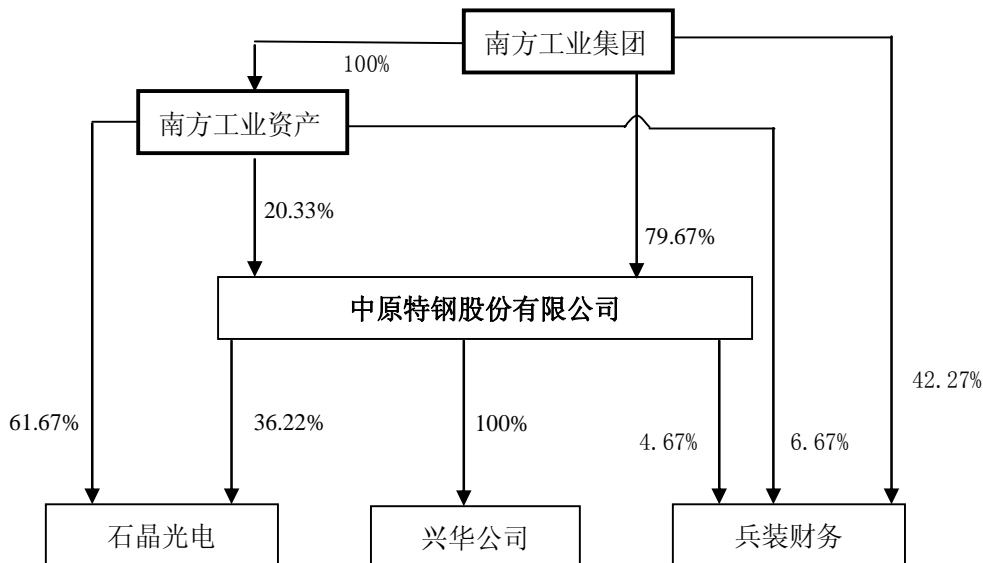 南方工业集团
100%
南方工业资产
20.33%
79.67%
中原特钢股份有限公司
42.27%
61.67%
36.22%
100%
4.67%
6.67%
石晶光电
兴华公司
兵装财务